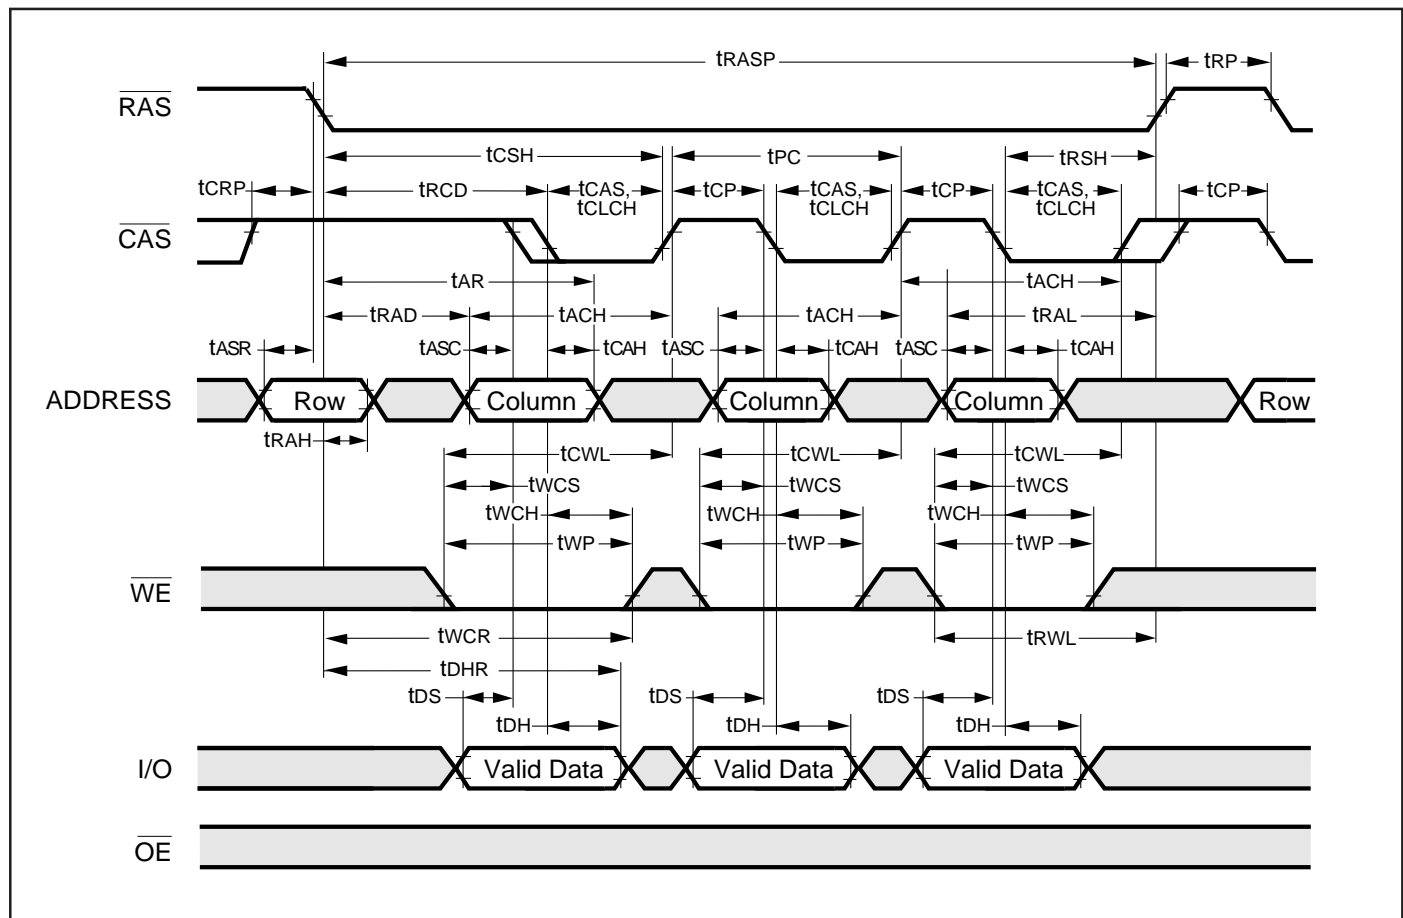 tRASP tRP
RAS
tCSH tPC tRSH
tCRP tRCD tCAS, tCLCH tCP tCAS, tCLCH tCP tCAS, tCLCH tCP
CAS
tAR tACH
tRAD tACH tACH tRAL
tASR tASC tCAH tASC tCAH tASC tCAH
ADDRESS Row Column Column Column Row
tRAH
tCWL tCWL tCWL
tWCS tWCS tWCS
tWCH tWCH tWCH
tWP tWP tWP
WE
tWCR tRWL
tDHR
tDS tDS tDS
tDH tDH tDH
I/O Valid Data Valid Data Valid Data
OE